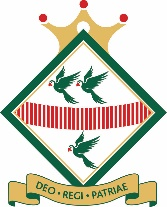 DEO • REGI • PATRIAE